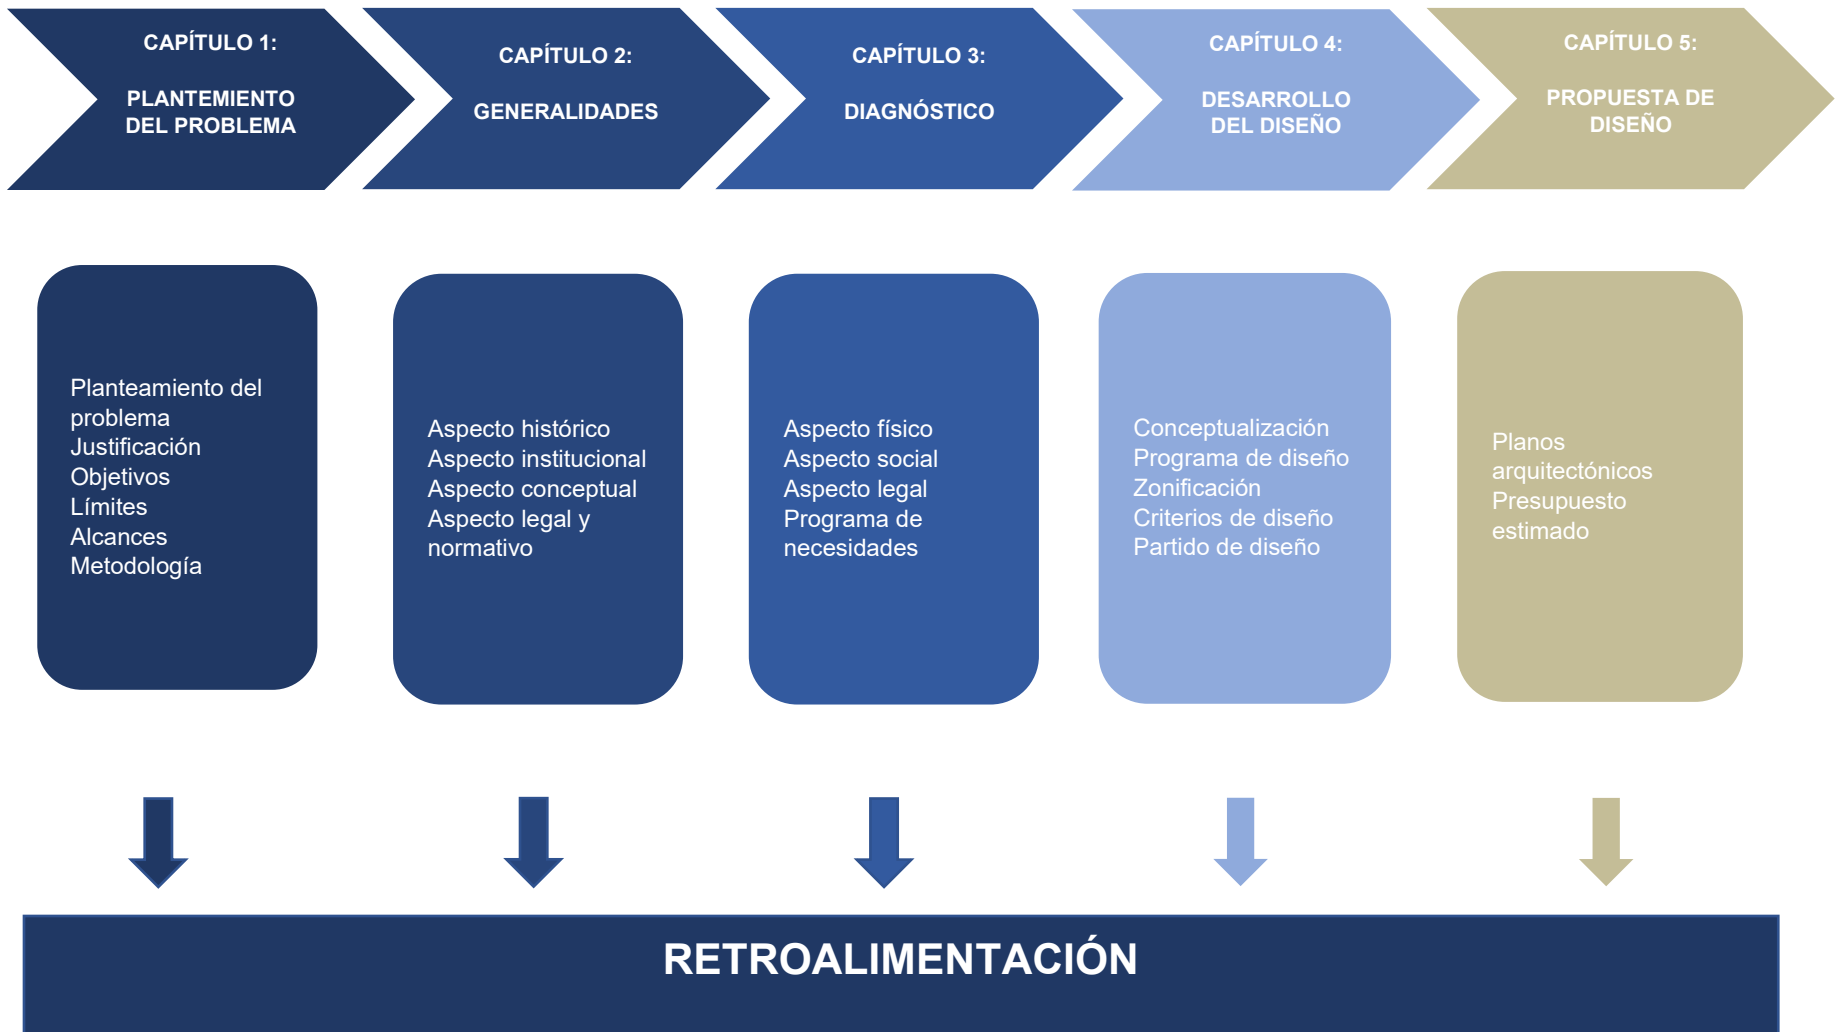 CAPÍTULO 1:
PLANTEMIENTO
DEL PROBLEMA
CAPÍTULO 2:
GENERALIDADES
CAPÍTULO 3:
DIAGNÓSTICO
CAPÍTULO 4:
DESARROLLO
DEL DISEÑO
CAPÍTULO 5:
PROPUESTA DE
DISEÑO
Planteamiento del
problema
Justificación
Objetivos
Límites
Alcances
Metodología
Aspecto histórico
Aspecto institucional
Aspecto conceptual
Aspecto legal y
normativo
Aspecto físico
Aspecto social
Aspecto legal
Programa de
necesidades
Conceptualización
Programa de diseño
Zonificación
Criterios de diseño
Partido de diseño
Planos
arquitectónicos
Presupuesto
estimado
RETROALIMENTACIÓN